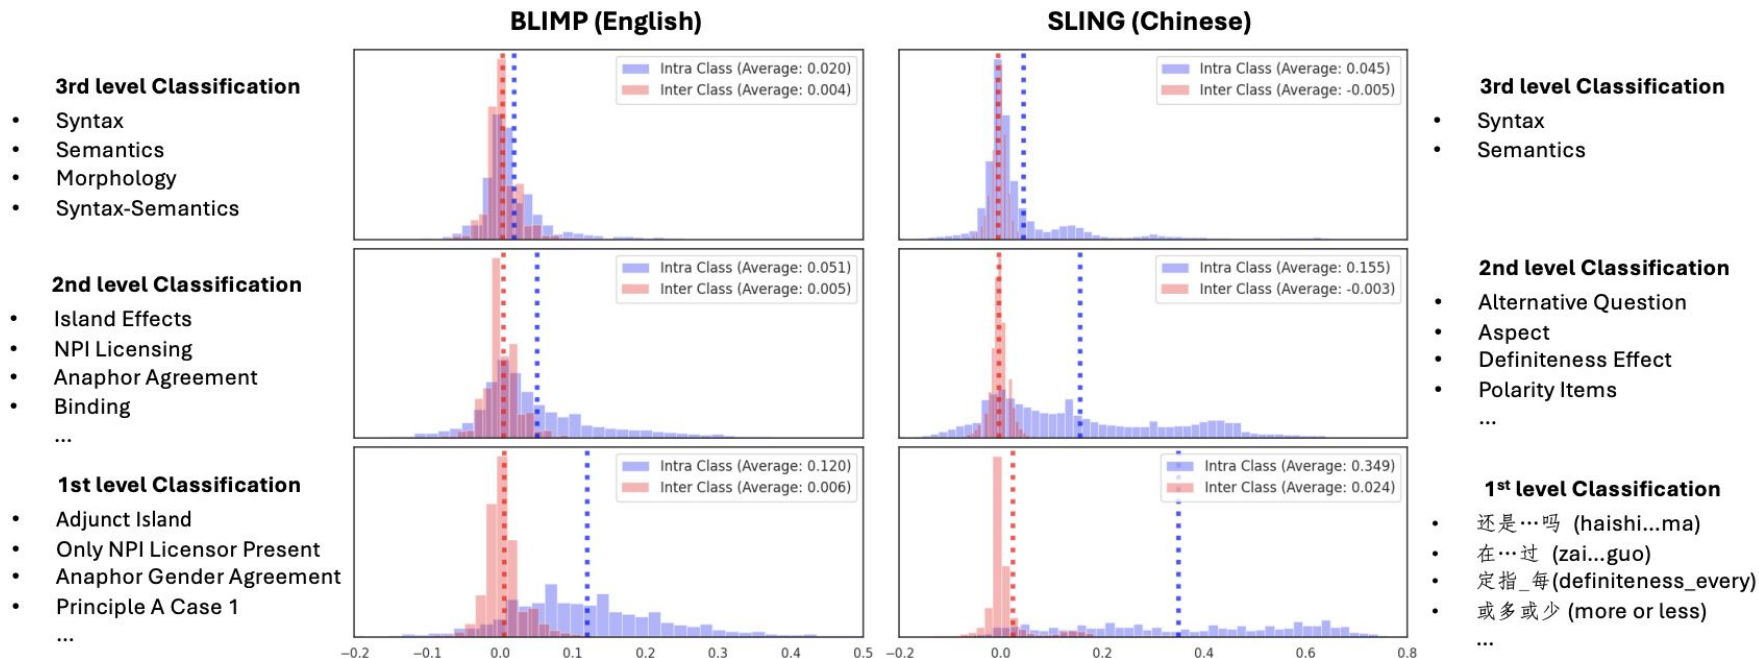 BLIMP (English)
SLING (Chinese)
3rd level Classification
• Syntax
• Semantics
• Morphology
• Syntax-Semantics
Intra Class (Average: 0.020)
Inter Class (Average: 0.004)
Intra Class (Average: 0.045)
Inter Class (Average: -0.005)
3rd level Classification
• Syntax
• Semantics
2nd level Classification
• Island Effects
• NPI Licensing
• Anaphor Agreement
• Binding
...
Intra Class (Average: 0.051)
Inter Class (Average: 0.005)
Intra Class (Average: 0.155)
Inter Class (Average: -0.003)
2nd level Classification
• Alternative Question
• Aspect
• Definiteness Effect
• Polarity Items
...
1st level Classification
• Adjunct Island
• Only NPI Licensor Present
• Anaphor Gender Agreement
• Principle A Case 1
...
Intra Class (Average: 0.120)
Inter Class (Average: 0.006)
Intra Class (Average: 0.349)
Inter Class (Average: 0.024)
1st level Classification
• 还是…吗 (haishi...ma)
• 在…过 (zai...guo)
• 定指_每(definiteness_every)
• 或多或少 (more or less)
...
−0.2 −0.1 0.0 0.1 0.2 0.3 0.4 0.5
−0.2 0.0 0.2 0.4 0.6 0.8